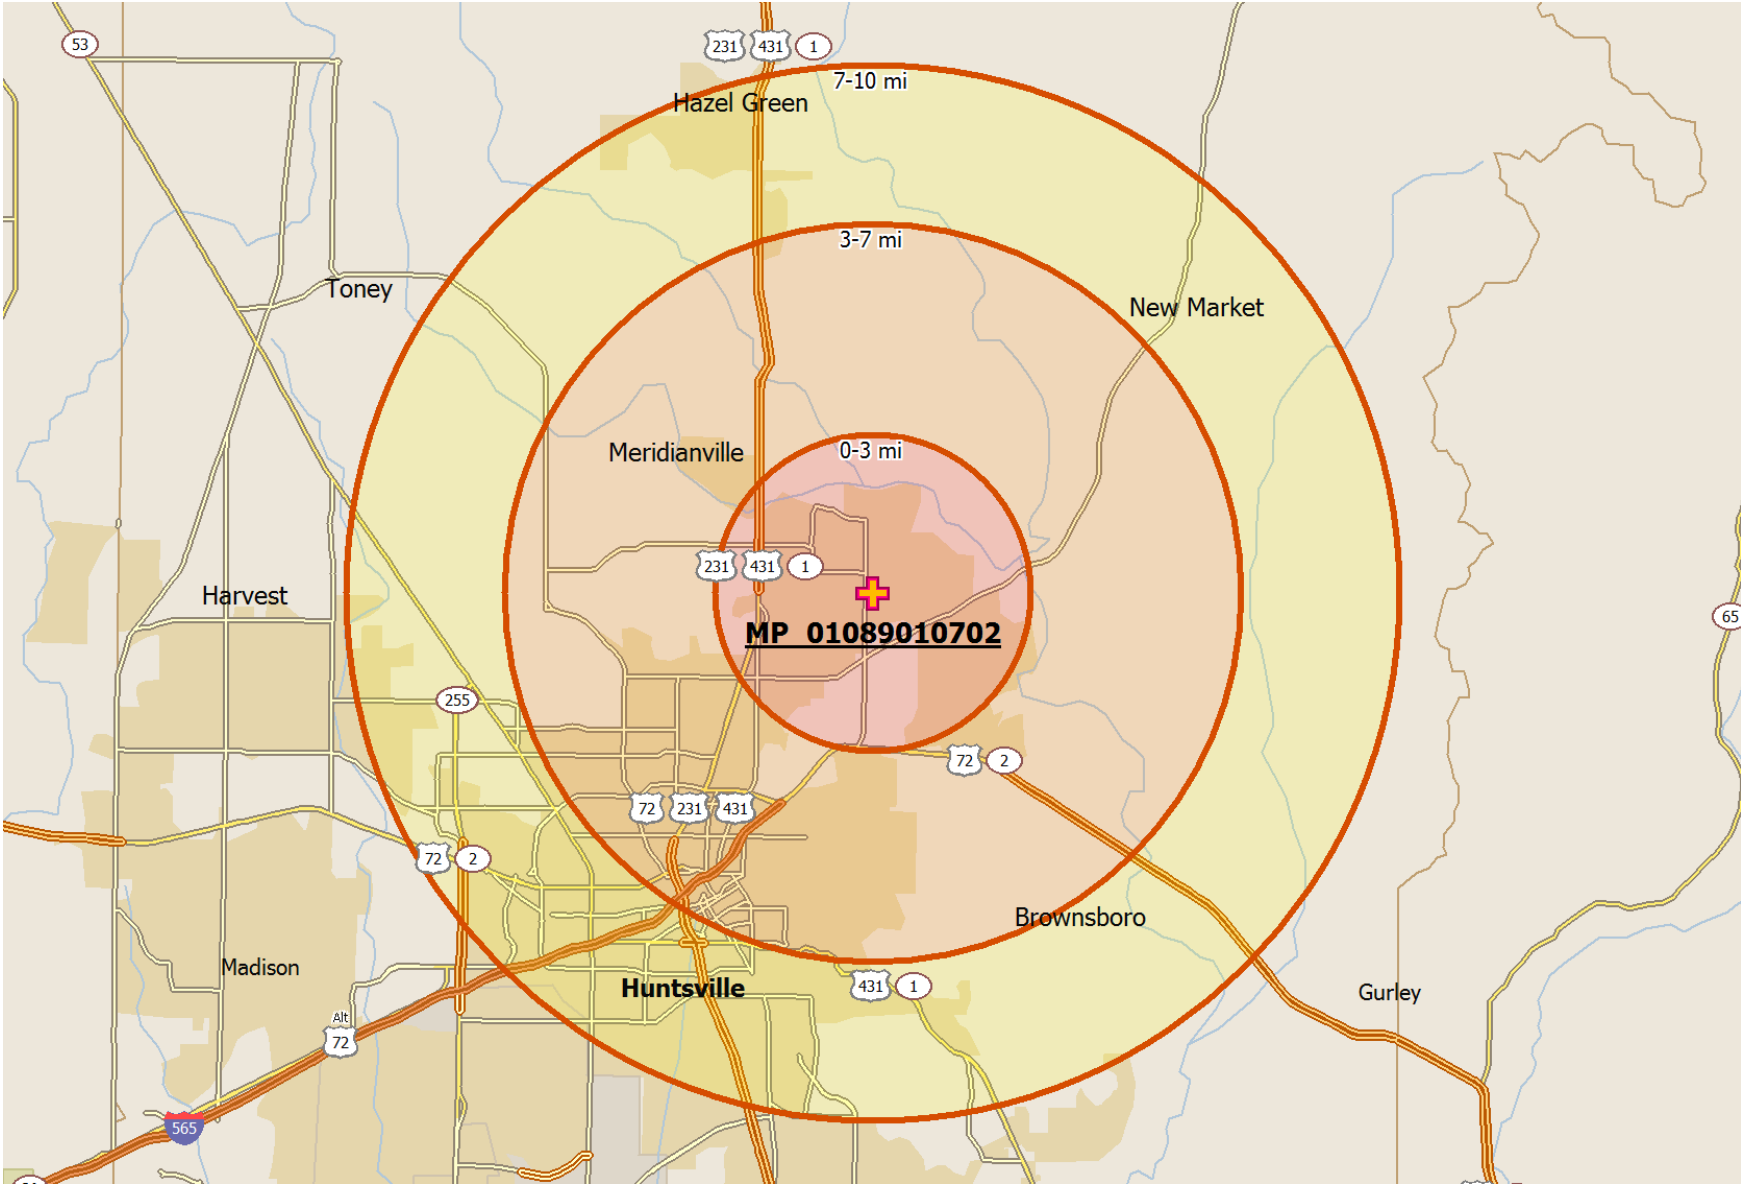 53
231 431 1
7-10 mi
Hazel Green
3-7 mi
Toney
New Market
Meridianville
0-3 mi
231 431 1
Harvest
65
MP 01089010702
255
72 2
72 231 431
72 2
Brownsboro
Madison
Huntsville
431 1
Gurley
Alt
72
565